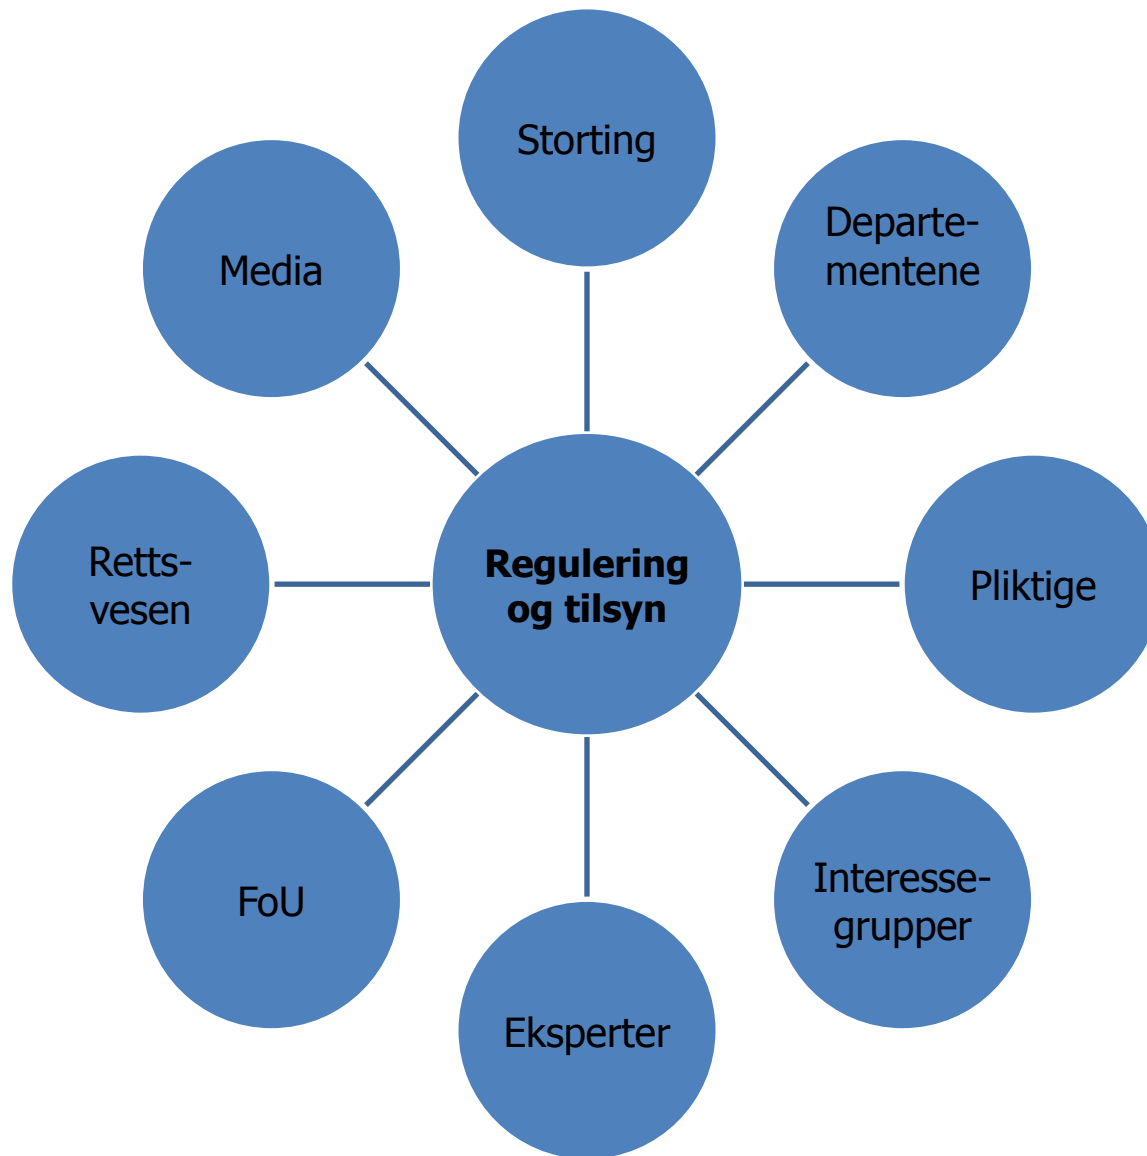 Storting
Departe-
mentene
Media
Regulering
og tilsyn
Retts-
vesen
Pliktige
FoU
Interesse-
grupper
Eksperter